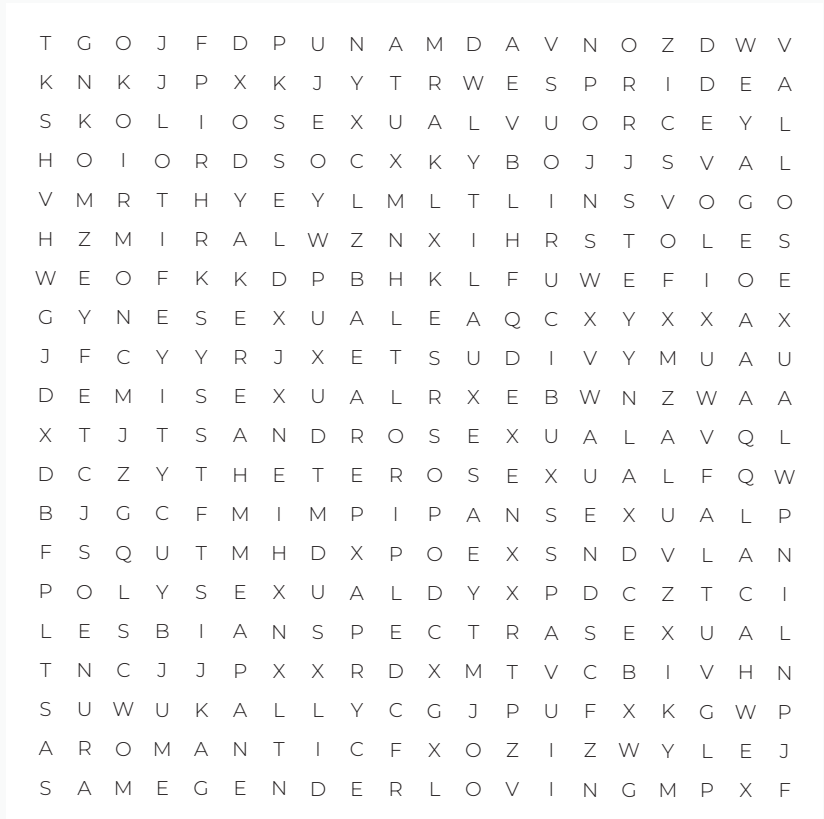 T G O J F D P U N A M D A V N O Z D W V
K N K J P X K J Y T R W E S P R I D E A
S K O L I O S E X U A L V U O R C E Y L
H O I O R D S O C X K Y B O J J S V A L
V M R T H Y E Y L M L T L I N S V O G O
H Z M I R A L W Z N X I H R S T O L E S
W E O F K K D P B H K L F U W E F I O E
G Y N E S E X U A L E A Q C X Y X X A X
J F C Y Y R J X E T S U D I V Y M U A U
D E M I S E X U A L R X E B W N Z W A A
X T J T S A N D R O S E X U A L A V Q L
D C Z Y T H E T E R O S E X U A L F Q W
B J G C F M I M P I P A N S E X U A L P
F S Q U T M H D X P O E X S N D V L A N
P O L Y S E X U A L D Y X P D C Z T C I
L E S B I A N S P E C T R A S E X U A L
T N C J J P X X R D X M T V C B I V H N
S U W U K A L L Y C G J P U F X K G W P
A R O M A N T I C F X O Z I Z W Y L E J
S A M E G E N D E R L O V I N G M P X F